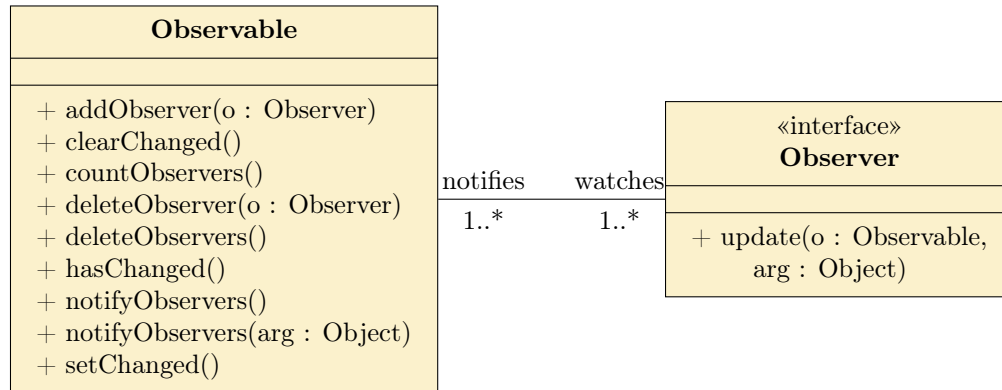 Observable
+ addObserver(o : Observer)
+ clearChanged()
+ countObservers()
+ deleteObserver(o : Observer)
+ deleteObservers()
+ hasChanged()
+ notifyObservers()
+ notifyObservers(arg : Object)
+ setChanged()
notifies watches
1..* 1..*
«interface»
Observer
+ update(o : Observable,
arg : Object)